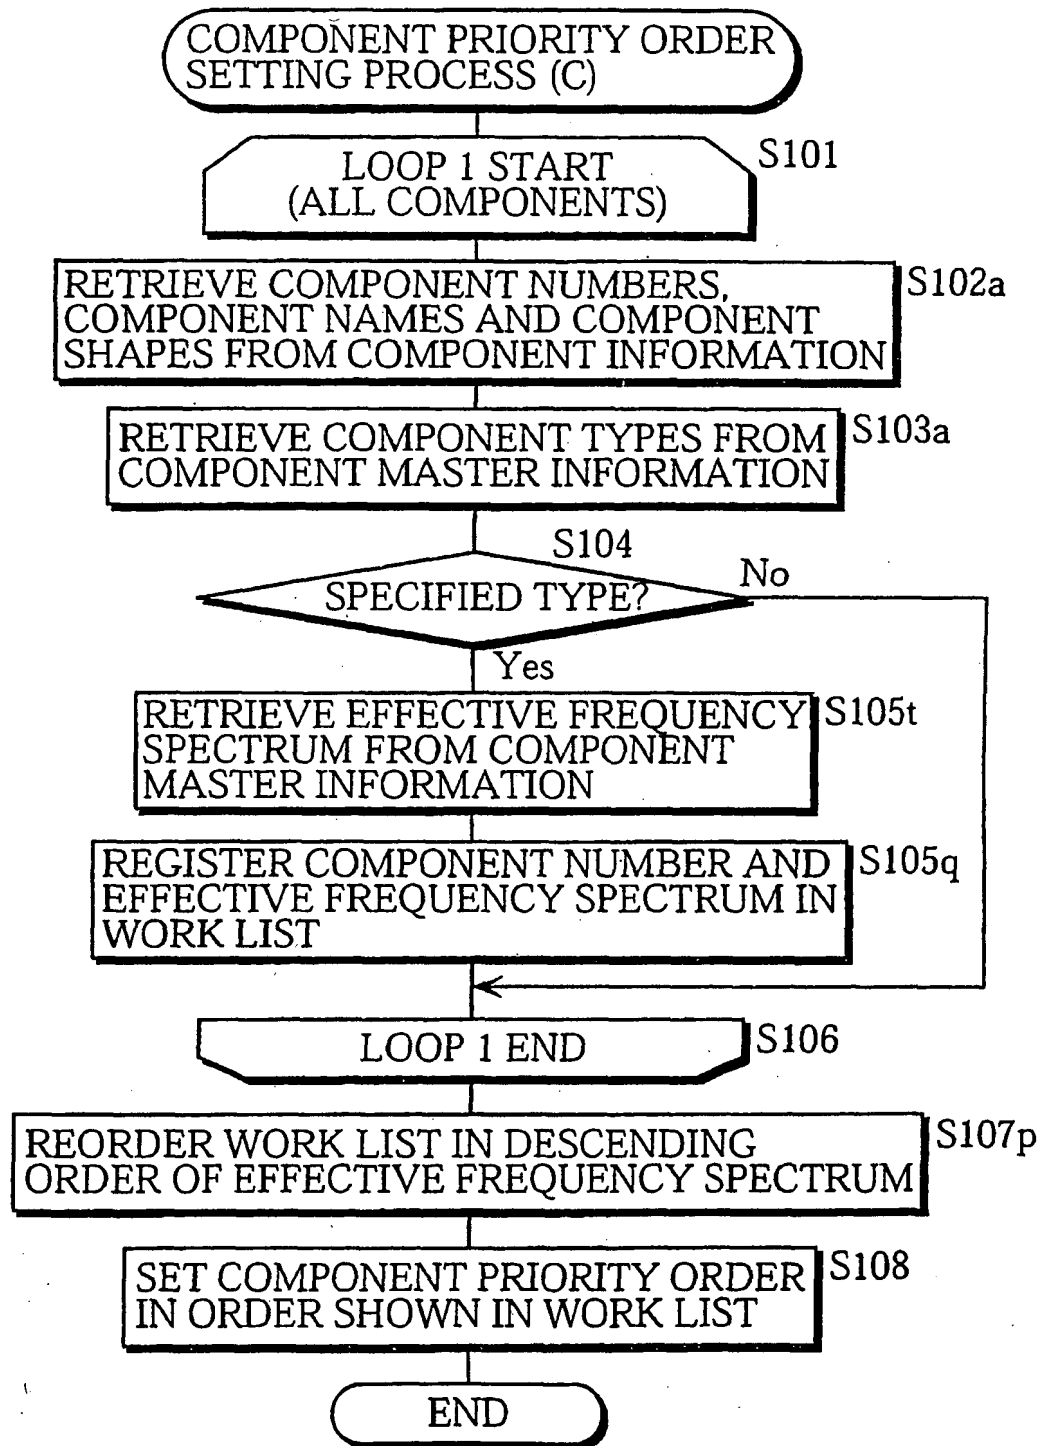 COMPONENT PRIORITY ORDER
SETTING PROCESS (C)
LOOP 1 START
(ALL COMPONENTS)
S101
RETRIEVE COMPONENT NUMBERS,
COMPONENT NAMES AND COMPONENT
SHAPES FROM COMPONENT INFORMATION
S102a
RETRIEVE COMPONENT TYPES FROM
COMPONENT MASTER INFORMATION
S103a
S104
SPECIFIED TYPE?
No
Yes
RETRIEVE EFFECTIVE FREQUENCY
SPECTRUM FROM COMPONENT
MASTER INFORMATION
S105t
REGISTER COMPONENT NUMBER AND
EFFECTIVE FREQUENCY SPECTRUM IN
WORK LIST
S105q
LOOP 1 END
S106
REORDER WORK LIST IN DESCENDING
ORDER OF EFFECTIVE FREQUENCY SPECTRUM
S107p
SET COMPONENT PRIORITY ORDER
IN ORDER SHOWN IN WORK LIST
S108
END